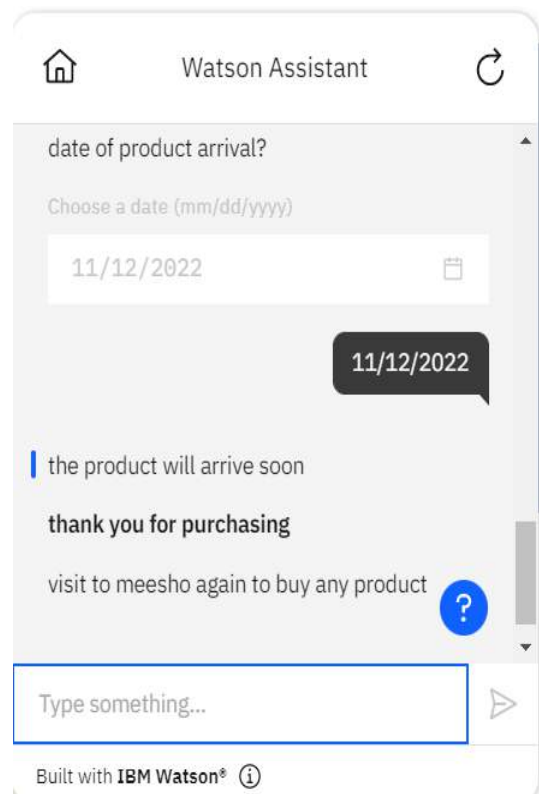 Watson Assistant
date of product arrival?
Choose a date (mm/dd/yyyy)
11/12/2022
11/12/2022
the product will arrive soon
thank you for purchasing
visit to meesho again to buy any product
?
Type something...
Built with IBM Watson®